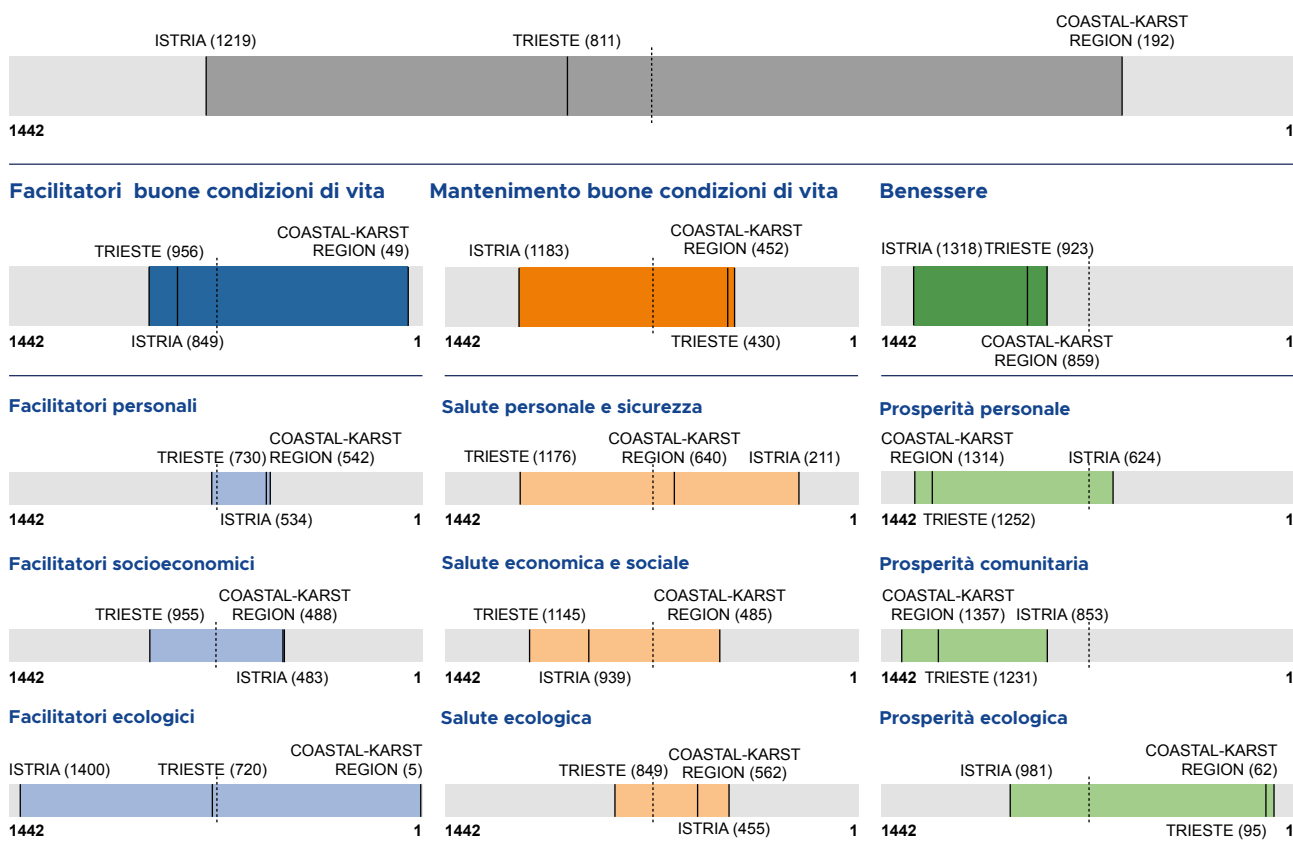 ISTRIA (1219)
TRIESTE (811)
COASTAL-KARST
REGION (192)
1442
1
Facilitatori buone condizioni di vita
TRIESTE (956)
COASTAL-KARST
REGION (49)
1442
ISTRIA (849)
1
Mantenimento buone condizioni di vita
ISTRIA (1183)
COASTAL-KARST
REGION (452)
1442
TRIESTE (430)
1
Benessere
ISTRIA (1318)
TRIESTE (923)
1442
COASTAL-KARST
REGION (859)
1
Facilitatori personali
TRIESTE (730)
COASTAL-KARST
REGION (542)
1442
ISTRIA (534)
1
Salute personale e sicurezza
TRIESTE (1176)
COASTAL-KARST
REGION (640)
ISTRIA (211)
1442
1
Prosperità personale
COASTAL-KARST
REGION (1314)
ISTRIA (624)
1442
TRIESTE (1252)
1
Facilitatori socioeconomici
TRIESTE (955)
COASTAL-KARST
REGION (488)
1442
ISTRIA (483)
1
Salute economica e sociale
TRIESTE (1145)
COASTAL-KARST
REGION (485)
1442
ISTRIA (939)
1
Prosperità comunitaria
COASTAL-KARST
REGION (1357)
ISTRIA (853)
1442
TRIESTE (1231)
1
Facilitatori ecologici
ISTRIA (1400)
TRIESTE (720)
COASTAL-KARST
REGION (5)
1442
1
Salute ecologica
TRIESTE (849)
COASTAL-KARST
REGION (562)
1442
ISTRIA (455)
1
Prosperità ecologica
ISTRIA (981)
COASTAL-KARST
REGION (62)
1442
TRIESTE (95)
1